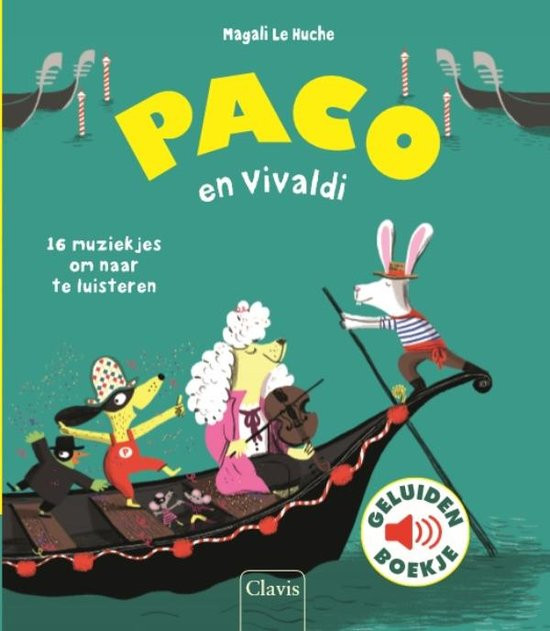 Magali Le Huche
PACO
en Vivaldi
16 muziekjes
om naar
te luisteren
P
GELUIDEN
BOEKJE
Clavis